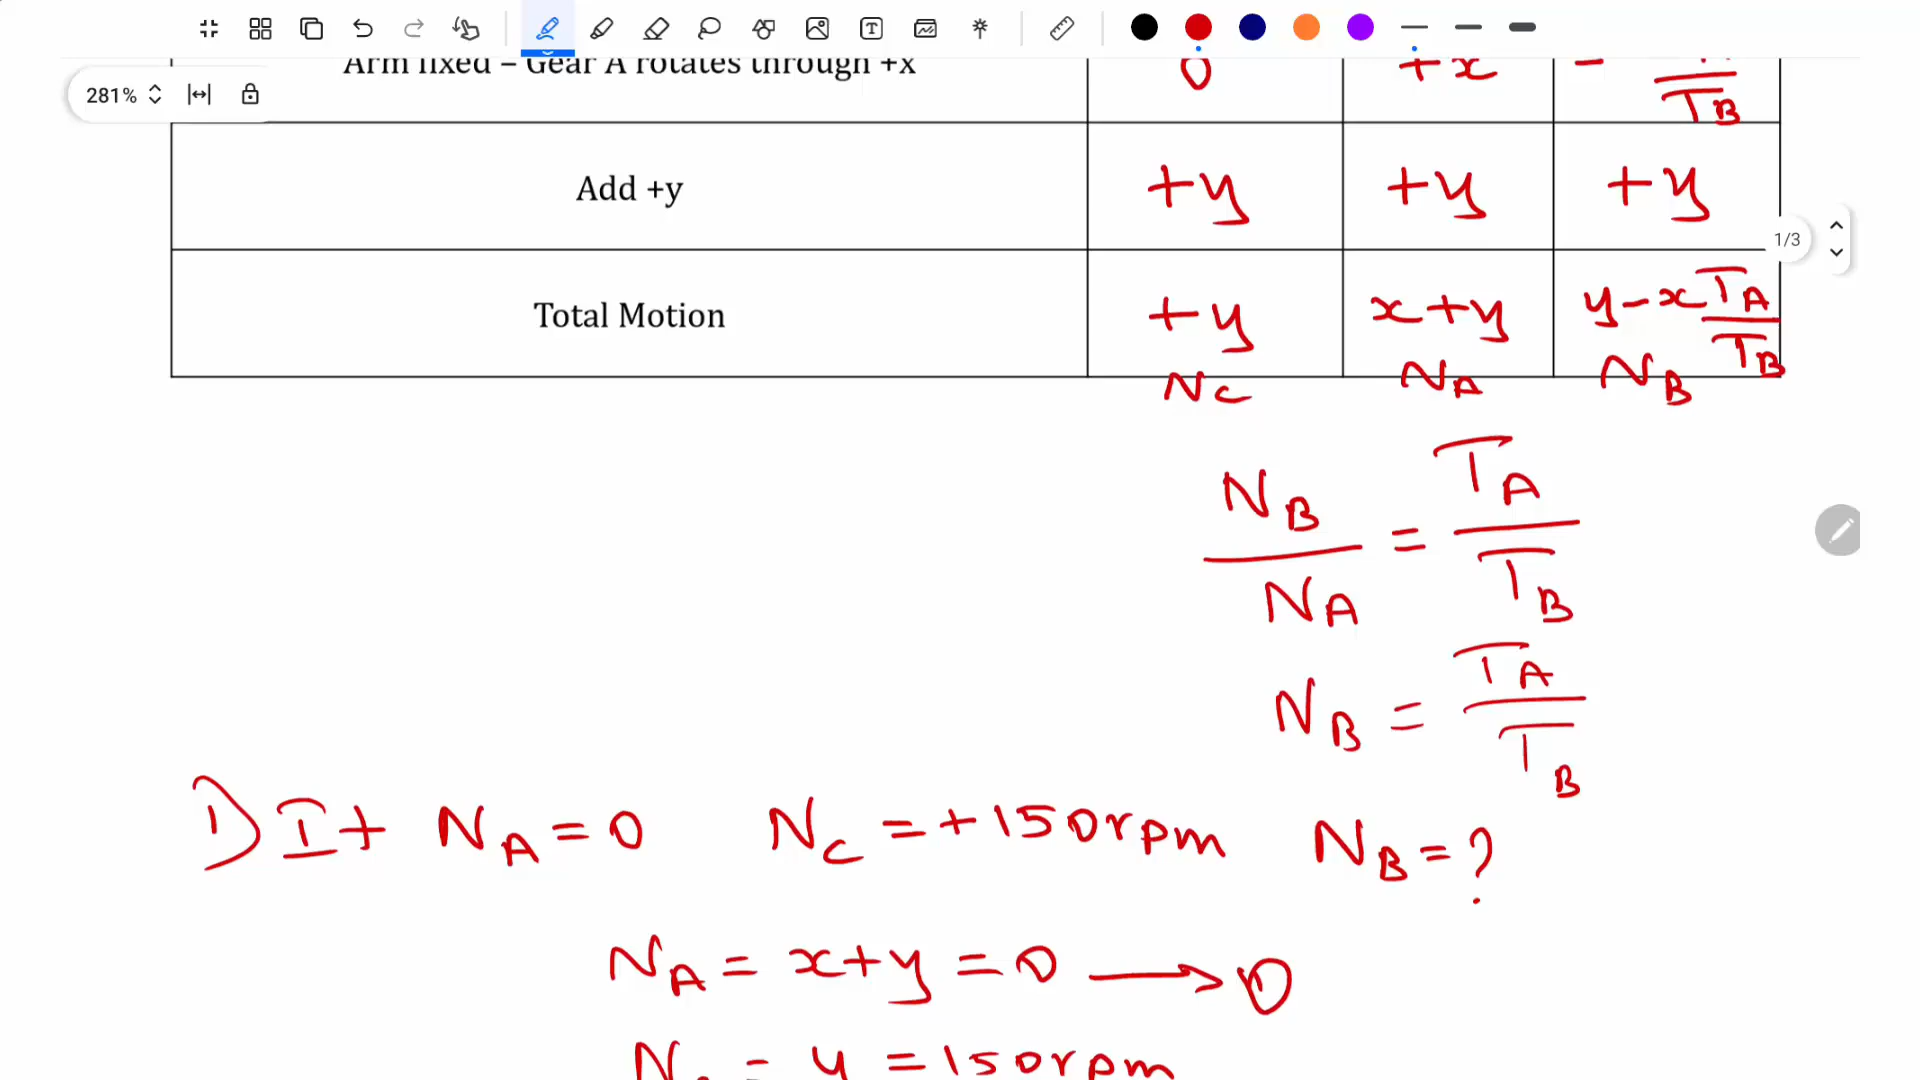 281%
Arm fixed – Gear A rotates through +x 0 +x – T_B
Add +y +y +y +y
1/3
Total Motion +y x+y y-x T_A/T_B
N_C N_A N_B
N_B/N_A = T_A/T_B
N_B = T_A/T_B
1) If N_A = 0 N_C = +150rpm N_B = ?
N_A = x+y = 0 → ①
= y = 150rpm